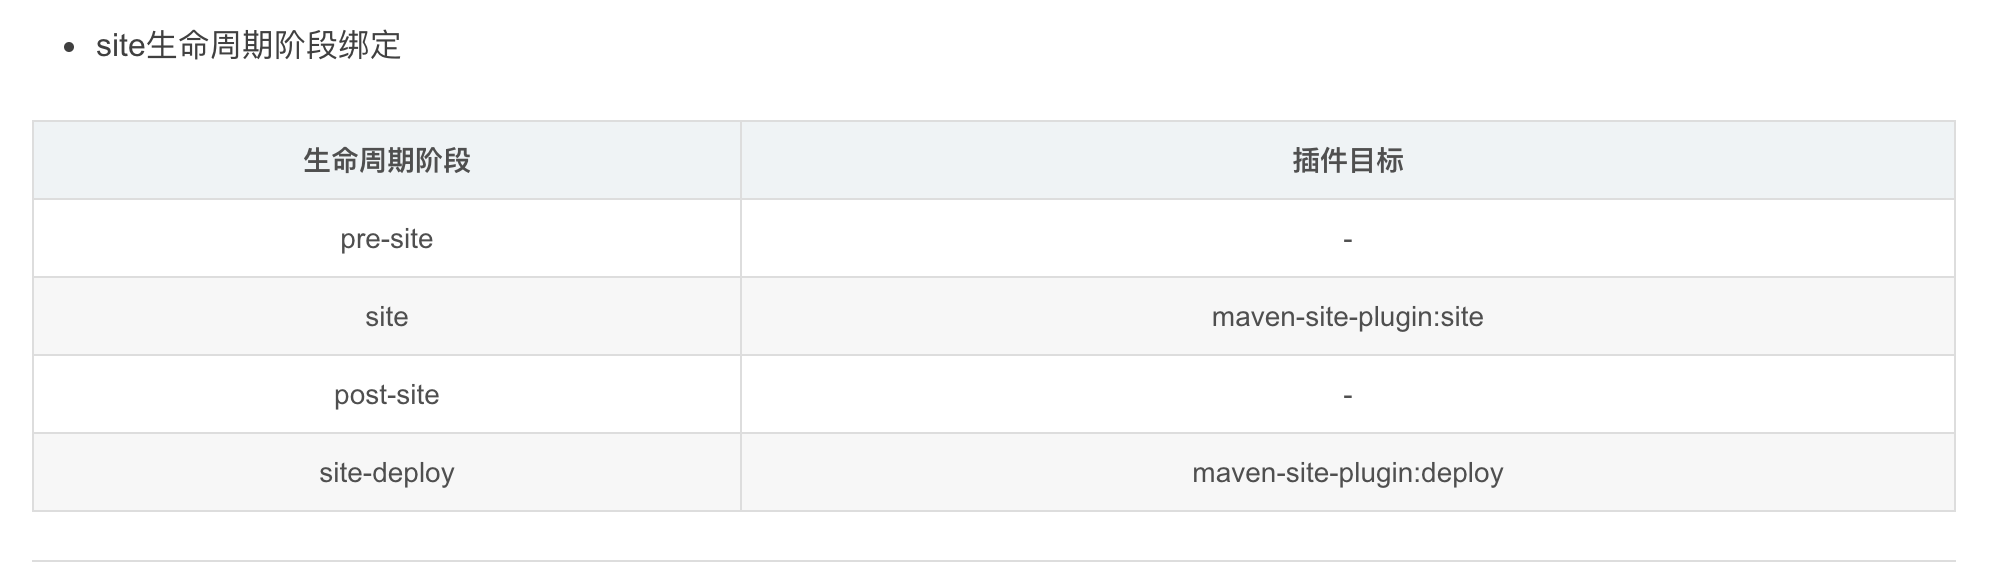 site生命周期阶段绑定
生命周期阶段 插件目标
pre-site -
site maven-site-plugin:site
post-site -
site-deploy maven-site-plugin:deploy